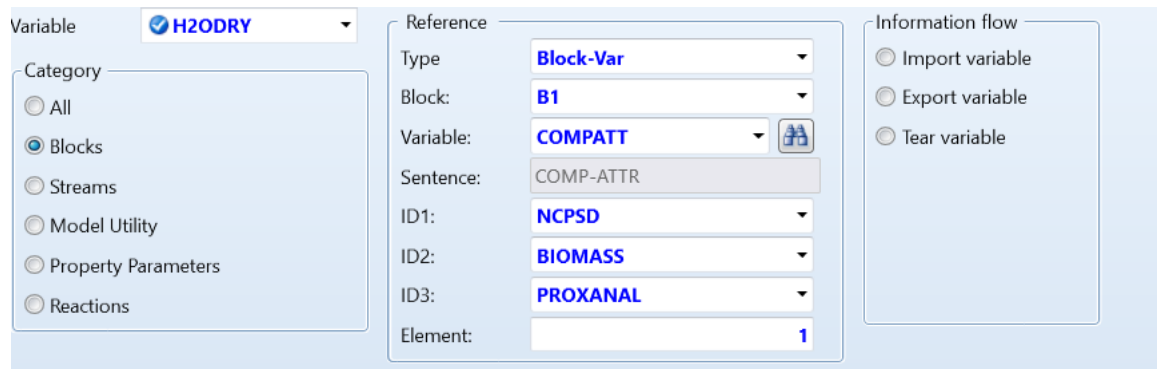 Variable H2ODRY
Category
All
Blocks
Streams
Model Utility
Property Parameters
Reactions
Reference
Type Block-Var
Block: B1
Variable: COMPATT
Sentence: COMP-ATTR
ID1: NCPSD
ID2: BIOMASS
ID3: PROXANAL
Element: 1
Information flow
Import variable
Export variable
Tear variable